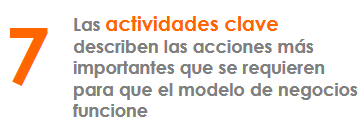 7
Las actividades clave
describen las acciones más
importantes que se requieren
para que el modelo de negocios
funcione